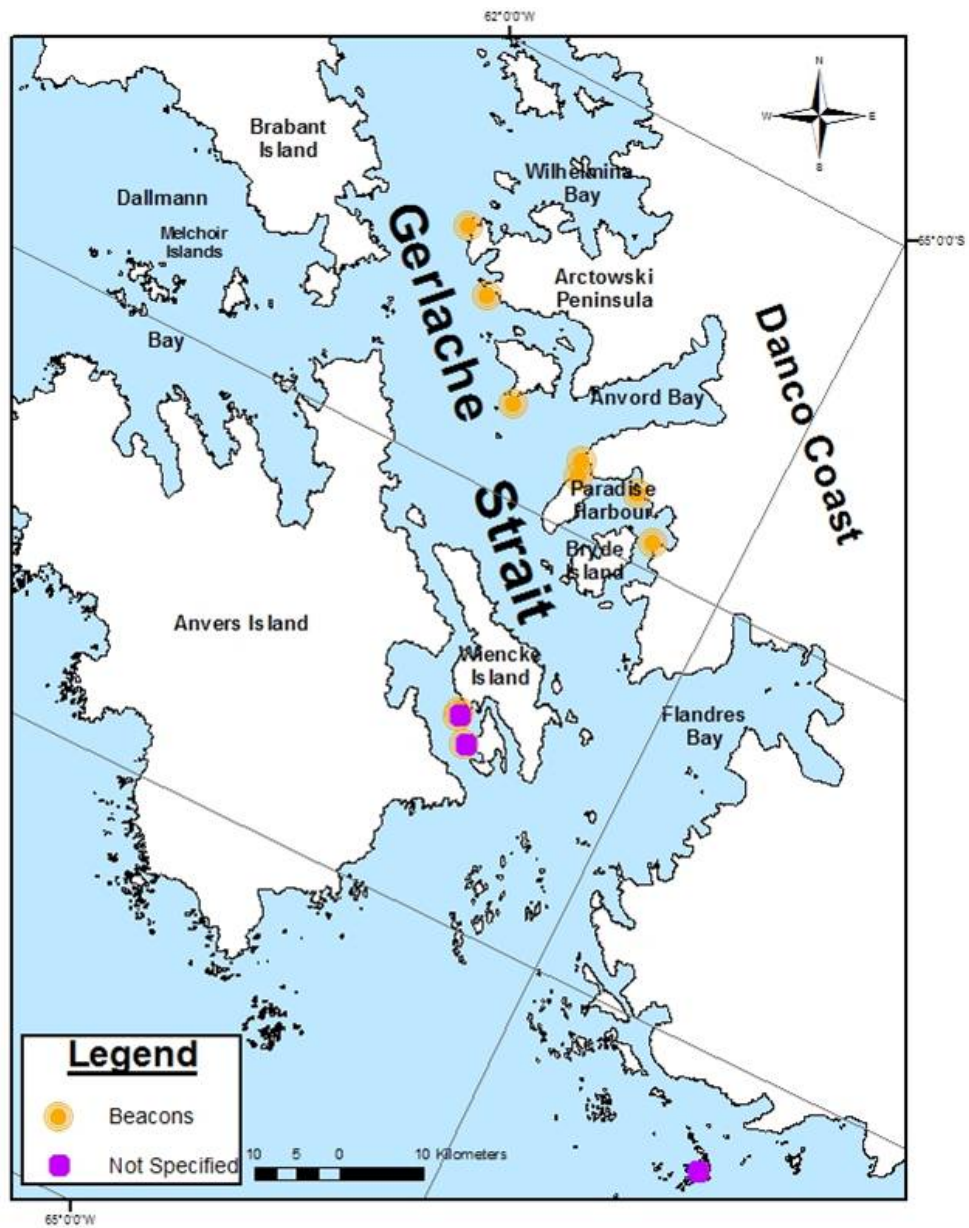 62°0'0"W
N
W
E
S
Brabant
Island
Wilhelmina
Bay
Dallmann
Melchoir
Islands
65°0'0"S
Gerlache
Strait
Arctowski
Peninsula
Bay
Anvord Bay
Danco Coast
Paradise
Harbour
Bryde
Island
Anvers Island
Wiencke
Island
Flandres
Bay
Legend
Beacons
Not Specified
10 5 0 10 Kilometers
65°0'0"W